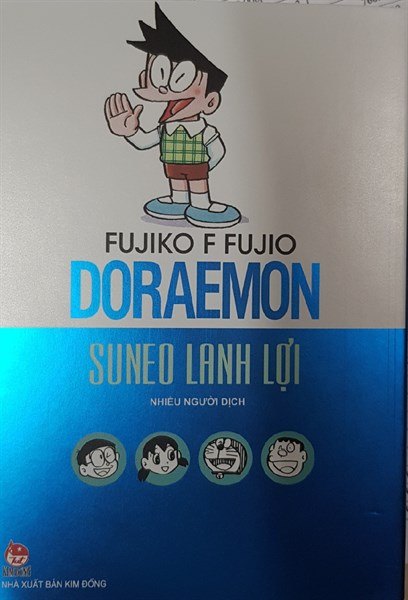 FUJIKO F FUJIO
DORAEMON
SUNEO LANH LỢI
NHIỀU NGƯỜI DỊCH
NHÀ XUẤT BẢN KIM ĐỒNG